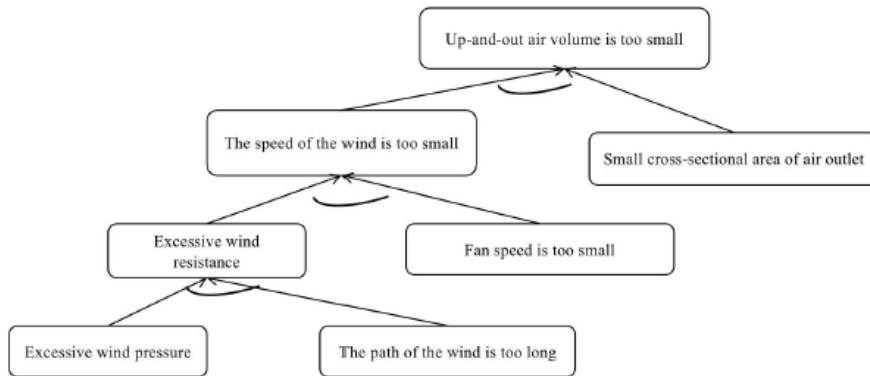 Up-and-out air volume is too small
The speed of the wind is too small
Small cross-sectional area of air outlet
Excessive wind
resistance
Fan speed is too small
Excessive wind pressure
The path of the wind is too long